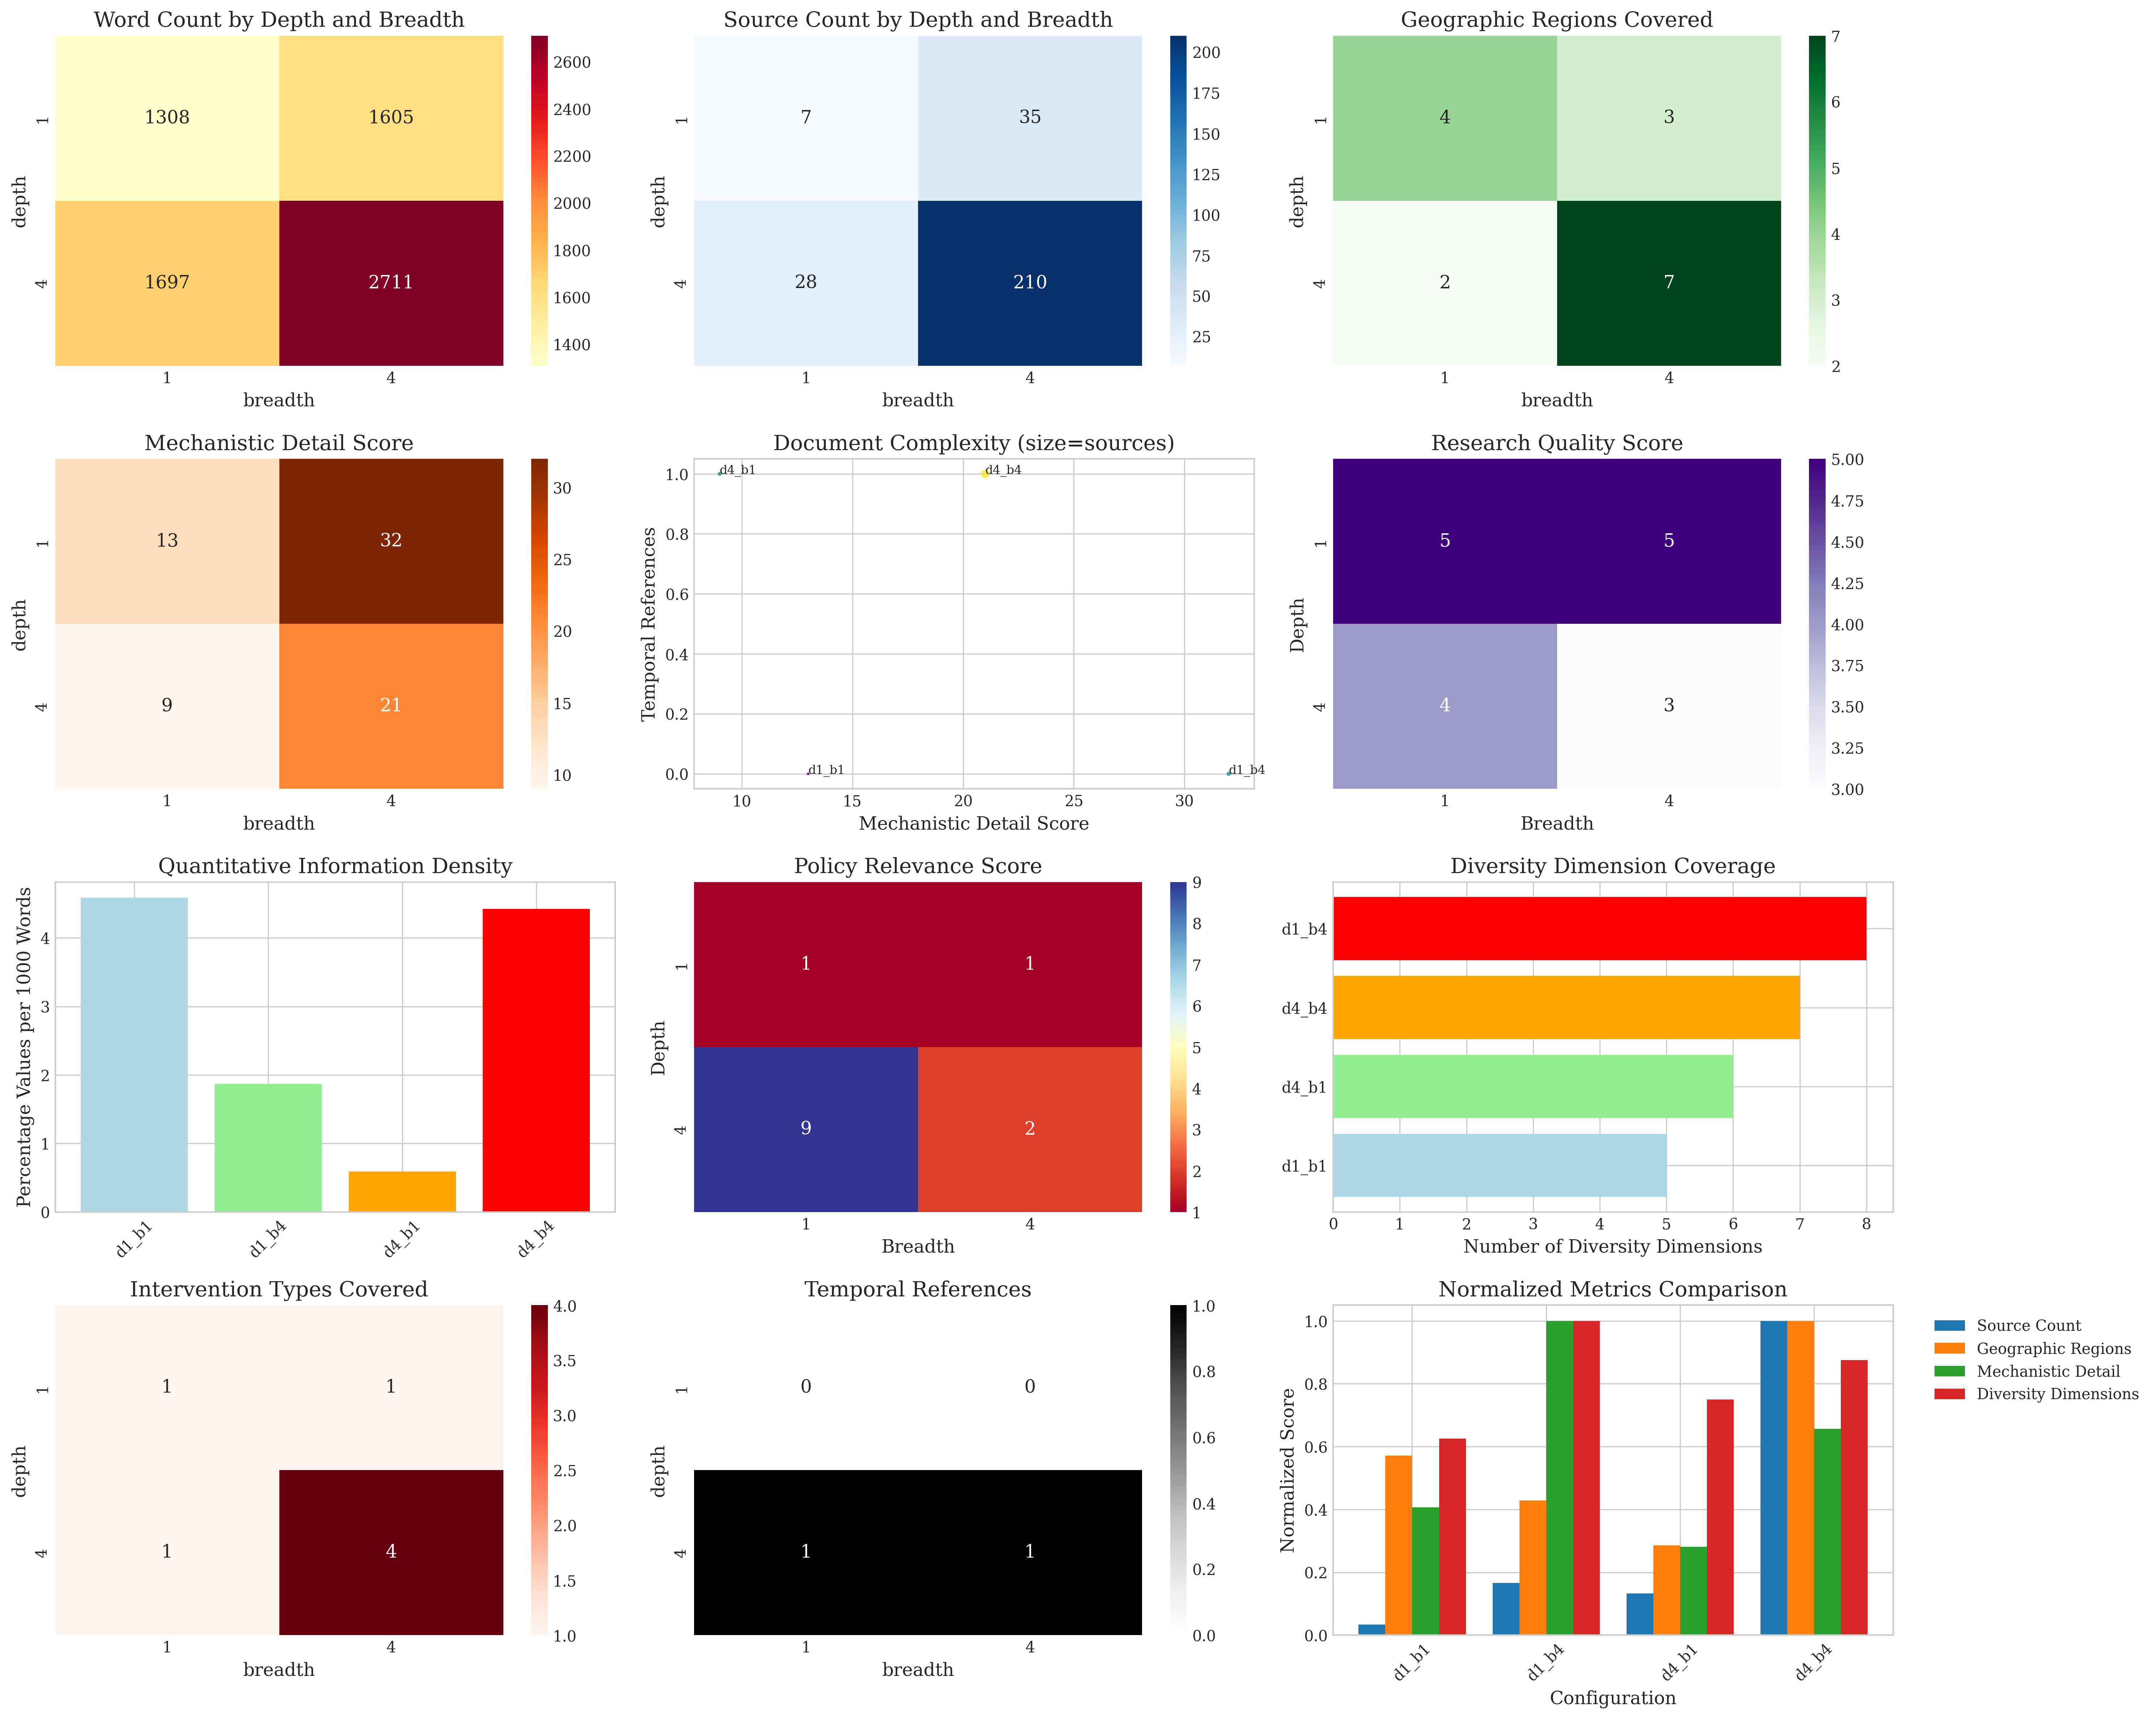 Word Count by Depth and Breadth
1308 1605
1697 2711
depth
1
4
1 4
breadth
2600
2400
2200
2000
1800
1600
1400
Source Count by Depth and Breadth
7 35
28 210
depth
1
4
1 4
breadth
200
175
150
125
100
75
50
25
Geographic Regions Covered
4 3
2 7
depth
1
4
1 4
breadth
7
6
5
4
3
2
Mechanistic Detail Score
13 32
9 21
depth
1
4
1 4
breadth
30
25
20
15
10
Document Complexity (size=sources)
d4_b1 d4_b4
d1_b1 d1_b4
Temporal References
1.0
0.8
0.6
0.4
0.2
0.0
10 15 20 25 30
Mechanistic Detail Score
Research Quality Score
5 5
4 3
Depth
1
4
1 4
Breadth
5.00
4.75
4.50
4.25
4.00
3.75
3.50
3.25
3.00
Quantitative Information Density
Percentage Values per 1000 Words
4
3
2
1
0
d1_b1 d1_b4 d4_b1 d4_b4
Policy Relevance Score
1 1
9 2
Depth
1
4
1 4
Breadth
9
8
7
6
5
4
3
2
1
Diversity Dimension Coverage
d1_b4
d4_b4
d4_b1
d1_b1
0 1 2 3 4 5 6 7 8
Number of Diversity Dimensions
Intervention Types Covered
1 1
1 4
depth
1
4
1 4
breadth
4.0
3.5
3.0
2.5
2.0
1.5
1.0
Temporal References
0 0
1 1
depth
1
4
1 4
breadth
1.0
0.8
0.6
0.4
0.2
0.0
Normalized Metrics Comparison
Normalized Score
1.0
0.8
0.6
0.4
0.2
0.0
d1_b1 d1_b4 d4_b1 d4_b4
Configuration
Source Count
Geographic Regions
Mechanistic Detail
Diversity Dimensions